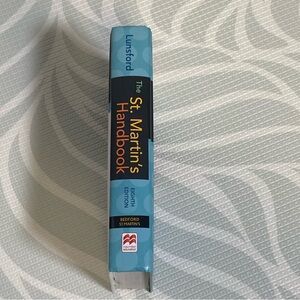 Lunsford
The
St. Martin's
Handbook
EIGHTH
EDITION
BEDFORD
ST.MARTIN'S